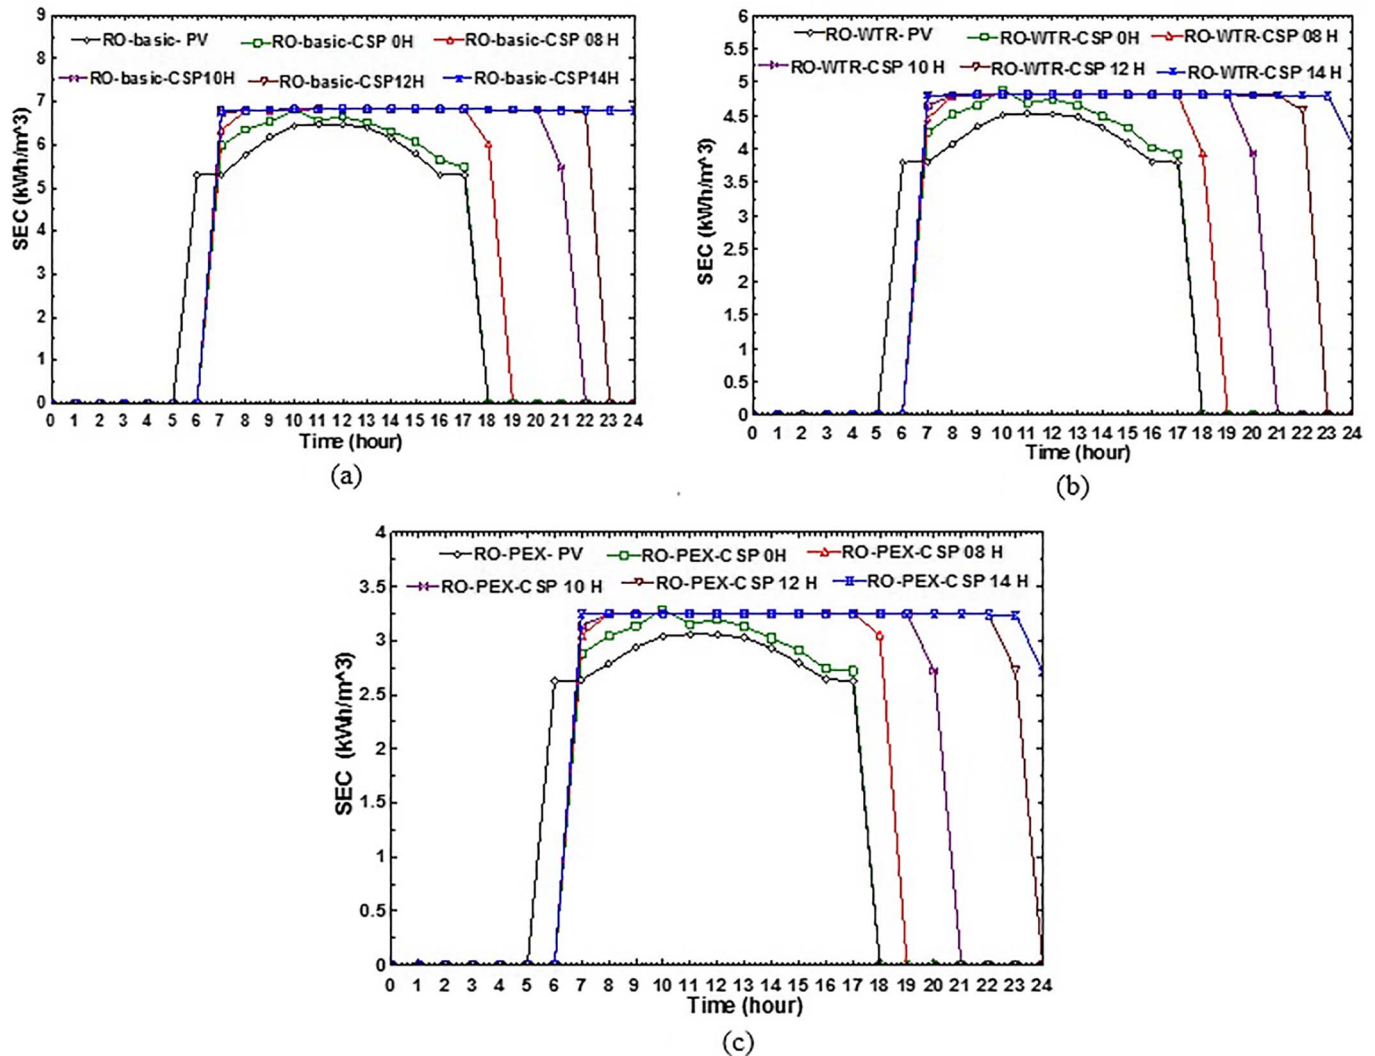 RO-basic- PV RO-basic-CSP 0H RO-basic-CSP 08 H
RO-basic-CSP10H RO-basic-CSP12H RO-basic-CSP14H
SEC (kWh/m^3)
9
8
7
6
5
4
3
2
1
0
0 1 2 3 4 5 6 7 8 9 10 11 12 13 14 15 16 17 18 19 20 21 22 23 24
Time (hour)
(a)
RO-WTR- PV RO-WTR-CSP 0H RO-WTR-CSP 08 H
RO-WTR-CSP 10 H RO-WTR-CSP 12 H RO-WTR-CSP 14 H
SEC (kWh/m^3)
6
5.5
5
4.5
4
3.5
3
2.5
2
1.5
1
0.5
0
0 1 2 3 4 5 6 7 8 9 10 11 12 13 14 15 16 17 18 19 20 21 22 23 24
Time (hour)
(b)
RO-PEX- PV RO-PEX-CSP 0H RO-PEX-CSP 08 H
RO-PEX-CSP 10 H RO-PEX-CSP 12 H RO-PEX-CSP 14 H
SEC (kWh/m^3)
4
3.5
3
2.5
2
1.5
1
0.5
0
0 1 2 3 4 5 6 7 8 9 10 11 12 13 14 15 16 17 18 19 20 21 22 23 24
Time (hour)
(c)